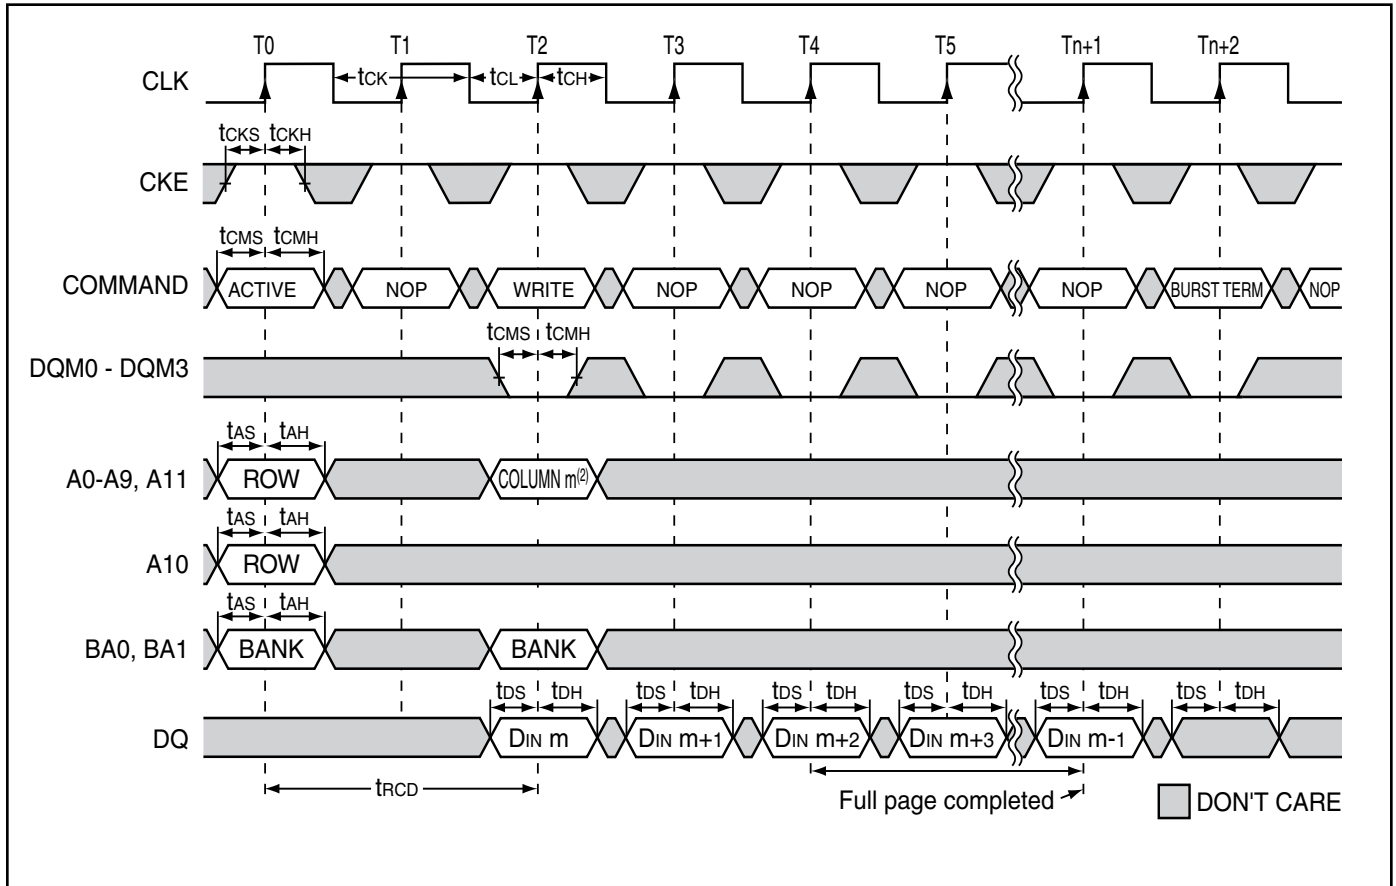 T0 T1 T2 T3 T4 T5 Tn+1 Tn+2
CLK tCK tCL tCH
tCKS tCKH
CKE
tCMS tCMH
COMMAND ACTIVE NOP WRITE NOP NOP NOP NOP BURST TERM NOP
tCMS tCMH
DQM0 - DQM3
tAS tAH
A0-A9, A11 ROW COLUMN m(2)
tAS tAH
A10 ROW
tAS tAH
BA0, BA1 BANK BANK
tDS tDH tDS tDH tDS tDH tDS tDH tDS tDH tDS tDH
DQ DIN m DIN m+1 DIN m+2 DIN m+3 DIN m-1
tRCD
Full page completed
DON'T CARE